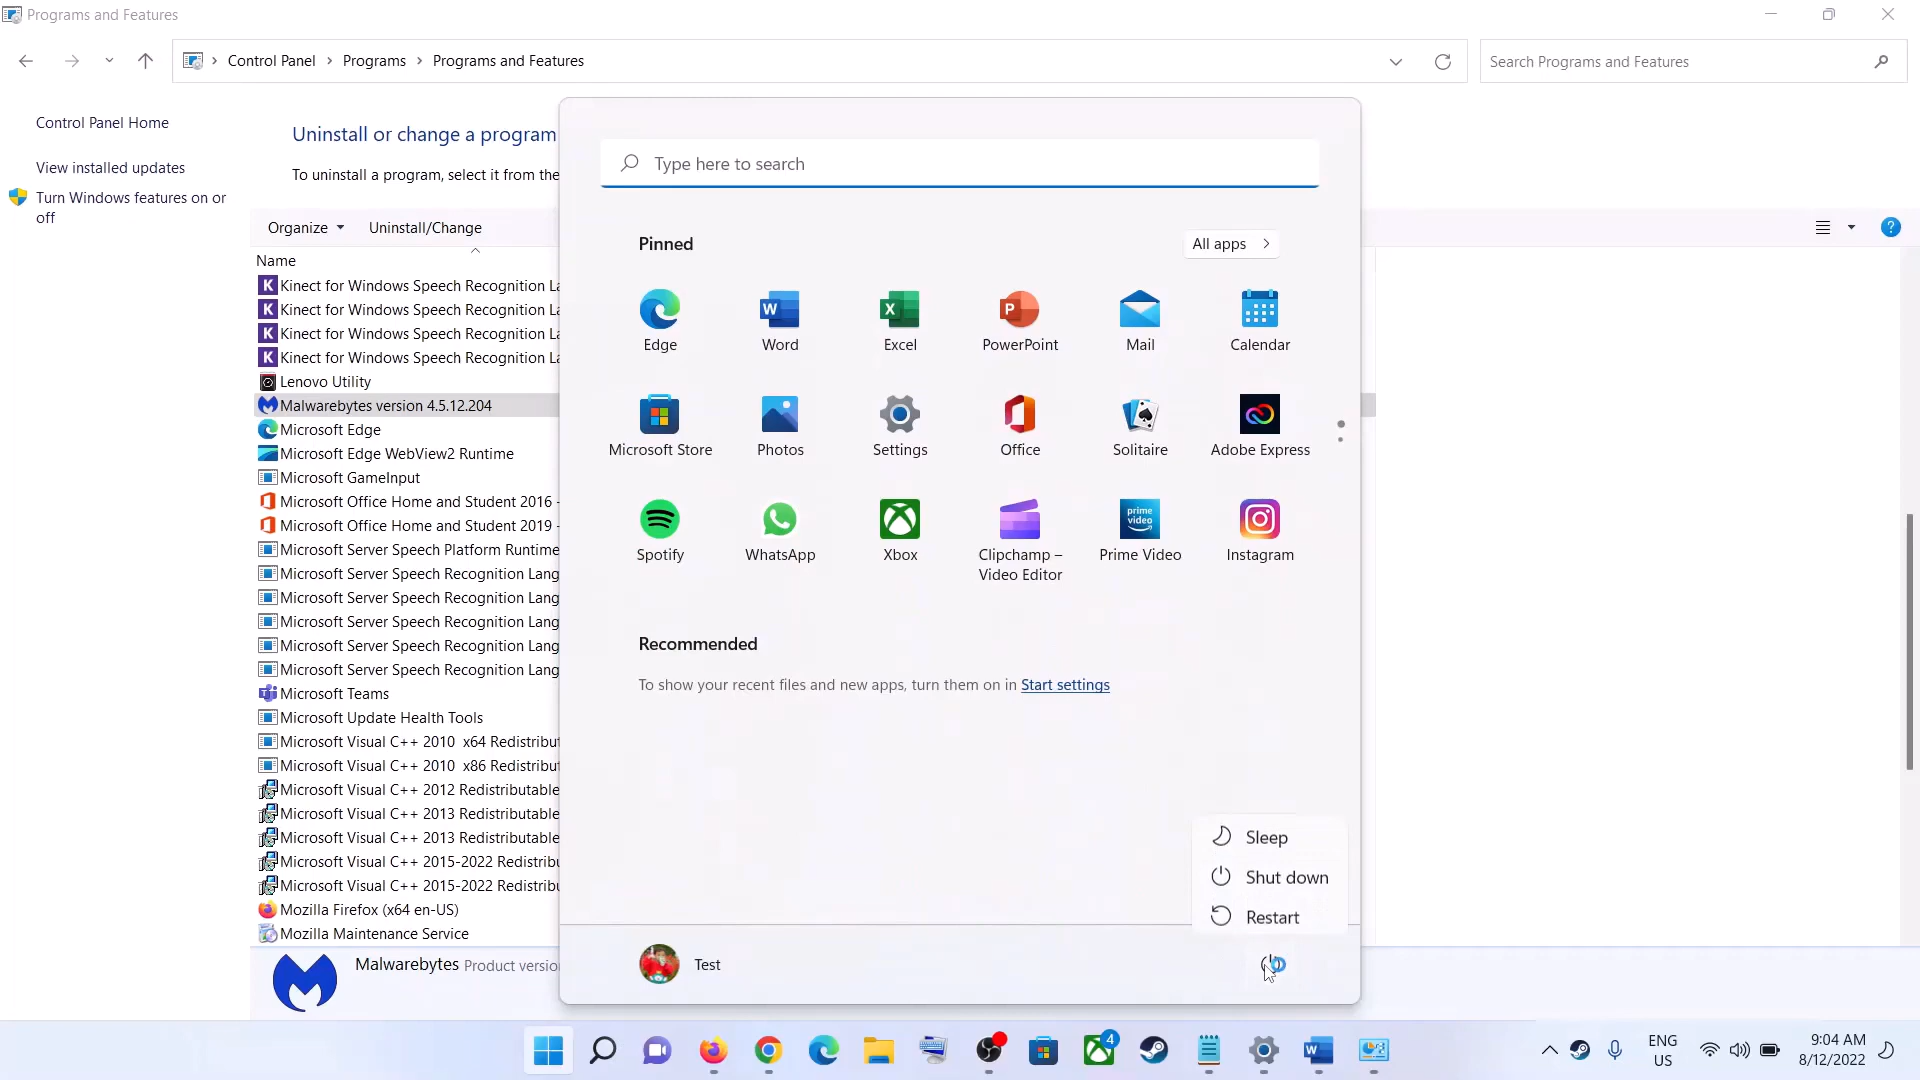 Programs and Features
Control Panel
Programs
Programs and Features
Search Programs and Features
Control Panel Home
View installed updates
Turn Windows features on or
off
Uninstall or change a program
To uninstall a program, select it from the
Organize
Uninstall/Change
Name
Kinect for Windows Speech Recognition La
Kinect for Windows Speech Recognition La
Kinect for Windows Speech Recognition La
Kinect for Windows Speech Recognition La
Lenovo Utility
Malwarebytes version 4.5.12.204
Microsoft Edge
Microsoft Edge WebView2 Runtime
Microsoft GameInput
Microsoft Office Home and Student 2016 -
Microsoft Office Home and Student 2019 -
Microsoft Server Speech Platform Runtime
Microsoft Server Speech Recognition Lang
Microsoft Server Speech Recognition Lang
Microsoft Server Speech Recognition Lang
Microsoft Server Speech Recognition Lang
Microsoft Server Speech Recognition Lang
Microsoft Teams
Microsoft Update Health Tools
Microsoft Visual C++ 2010 x64 Redistribut
Microsoft Visual C++ 2010 x86 Redistribut
Microsoft Visual C++ 2012 Redistributable
Microsoft Visual C++ 2013 Redistributable
Microsoft Visual C++ 2013 Redistributable
Microsoft Visual C++ 2015-2022 Redistribu
Microsoft Visual C++ 2015-2022 Redistribu
Mozilla Firefox (x64 en-US)
Mozilla Maintenance Service
Malwarebytes Product version
Type here to search
Pinned
All apps
Edge
Word
Excel
PowerPoint
Mail
Calendar
Microsoft Store
Photos
Settings
Office
Solitaire
Adobe Express
Spotify
WhatsApp
Xbox
Clipchamp –
Video Editor
prime
video
Prime Video
Instagram
Recommended
To show your recent files and new apps, turn them on in Start settings
Sleep
Shut down
Restart
Test
4
ENG
US
9:04 AM
8/12/2022